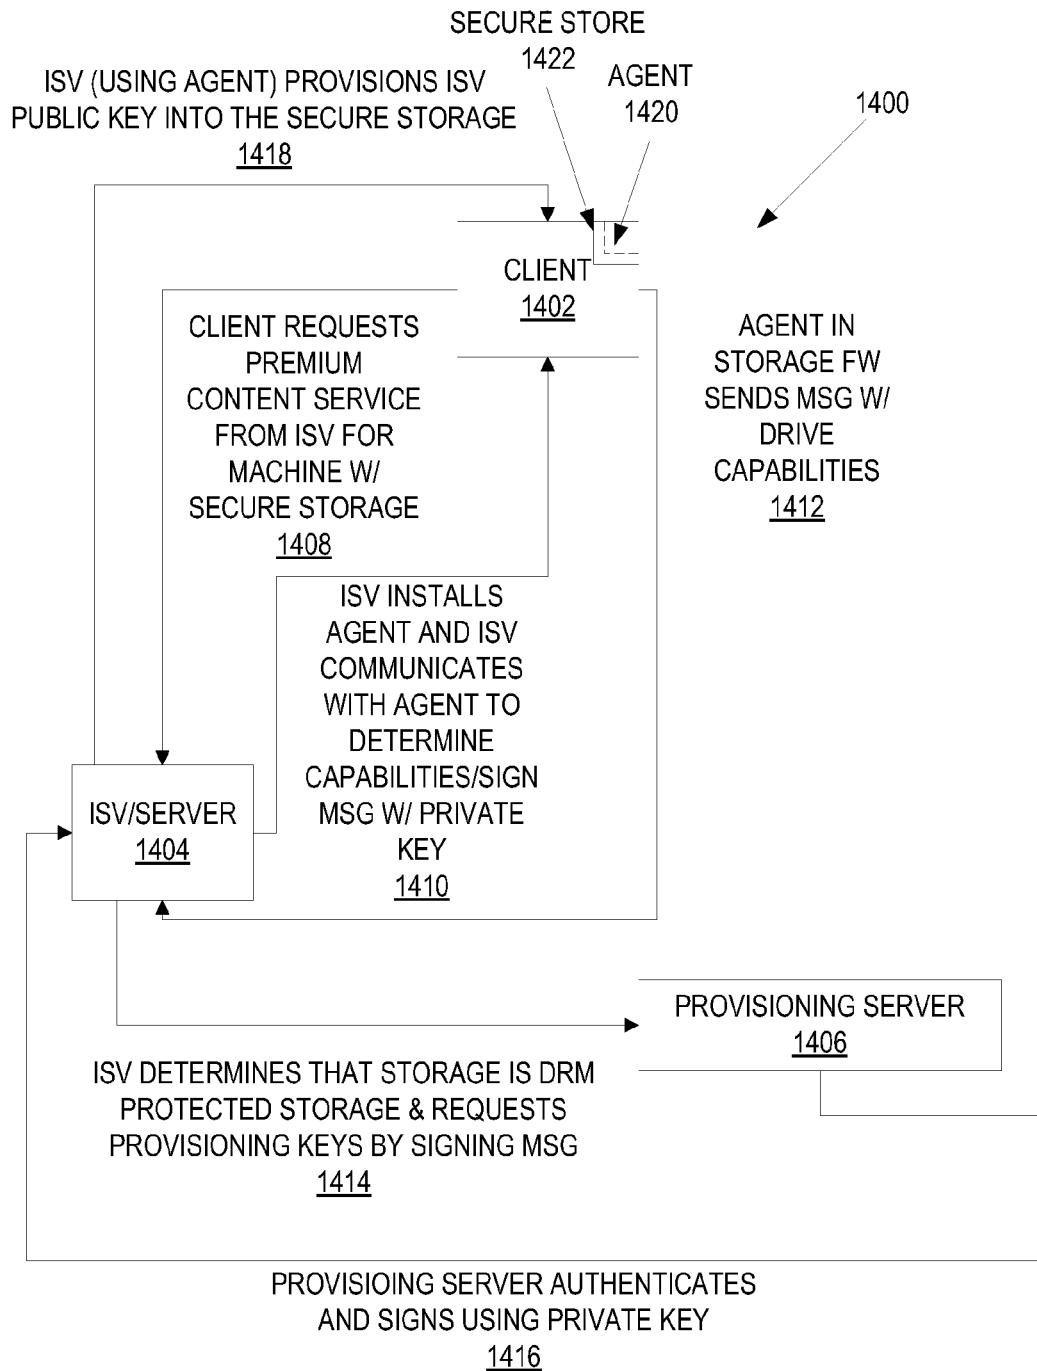 SECURE STORE
1422
AGENT
1420
1400
ISV (USING AGENT) PROVISIONS ISV
PUBLIC KEY INTO THE SECURE STORAGE
1418
CLIENT
1402
CLIENT REQUESTS
PREMIUM
CONTENT SERVICE
FROM ISV FOR
MACHINE W/
SECURE STORAGE
1408
AGENT IN
STORAGE FW
SENDS MSG W/
DRIVE
CAPABILITIES
1412
ISV INSTALLS
AGENT AND ISV
COMMUNICATES
WITH AGENT TO
DETERMINE
CAPABILITIES/SIGN
MSG W/ PRIVATE
KEY
1410
ISV/SERVER
1404
PROVISIONING SERVER
1406
ISV DETERMINES THAT STORAGE IS DRM
PROTECTED STORAGE & REQUESTS
PROVISIONING KEYS BY SIGNING MSG
1414
PROVISIOING SERVER AUTHENTICATES
AND SIGNS USING PRIVATE KEY
1416